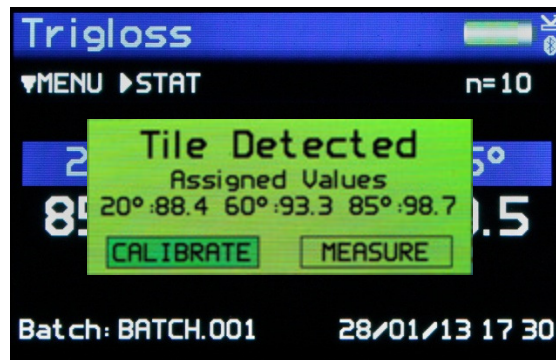 Trigloss
▼MENU ▶STAT n=10
Tile Detected
Assigned Values
20°:88.4 60°:93.3 85°:98.7
CALIBRATE MEASURE
Batch: BATCH.001 28/01/13 17 30